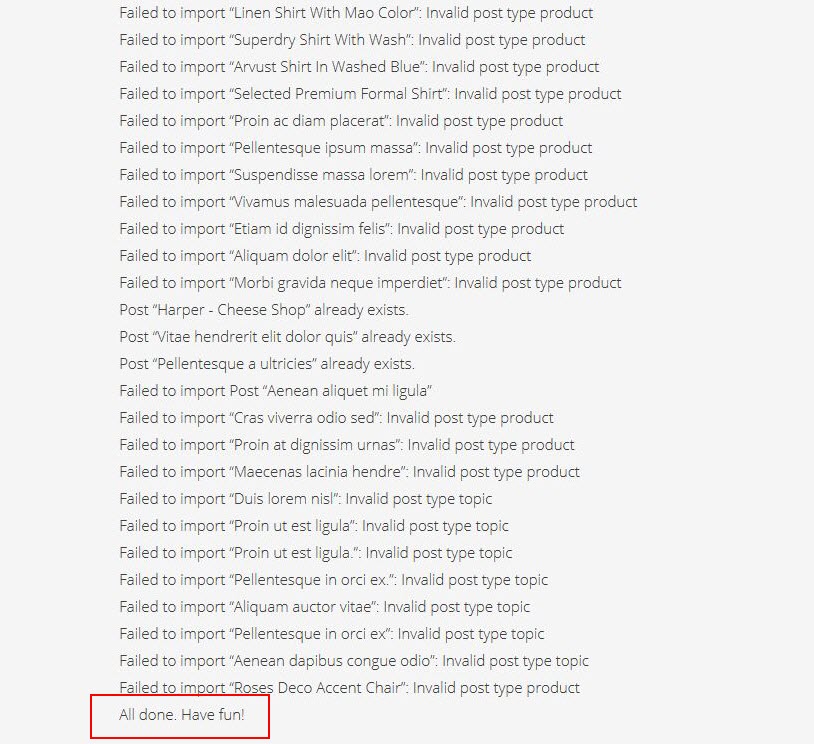 Failed to import “Linen Shirt With Mao Color”: Invalid post type product
Failed to import “Superdry Shirt With Wash”: Invalid post type product
Failed to import “Arvust Shirt In Washed Blue”: Invalid post type product
Failed to import “Selected Premium Formal Shirt”: Invalid post type product
Failed to import “Proin ac diam placerat”: Invalid post type product
Failed to import “Pellentesque ipsum massa”: Invalid post type product
Failed to import “Suspendisse massa lorem”: Invalid post type product
Failed to import “Vivamus malesuada pellentesque”: Invalid post type product
Failed to import “Etiam id dignissim felis”: Invalid post type product
Failed to import “Aliquam dolor elit”: Invalid post type product
Failed to import “Morbi gravida neque imperdiet”: Invalid post type product
Post “Harper - Cheese Shop” already exists.
Post “Vitae hendrerit elit dolor quis” already exists.
Post “Pellentesque a ultricies” already exists.
Failed to import Post “Aenean aliquet mi ligula”
Failed to import “Cras viverra odio sed”: Invalid post type product
Failed to import “Proin at dignissim urnas”: Invalid post type product
Failed to import “Maecenas lacinia hendre”: Invalid post type product
Failed to import “Duis lorem nisl”: Invalid post type topic
Failed to import “Proin ut est ligula”: Invalid post type topic
Failed to import “Proin ut est ligula.”: Invalid post type topic
Failed to import “Pellentesque in orci ex.”: Invalid post type topic
Failed to import “Aliquam auctor vitae”: Invalid post type topic
Failed to import “Pellentesque in orci ex”: Invalid post type topic
Failed to import “Aenean dapibus congue odio”: Invalid post type topic
Failed to import “Roses Deco Accent Chair”: Invalid post type product
All done. Have fun!